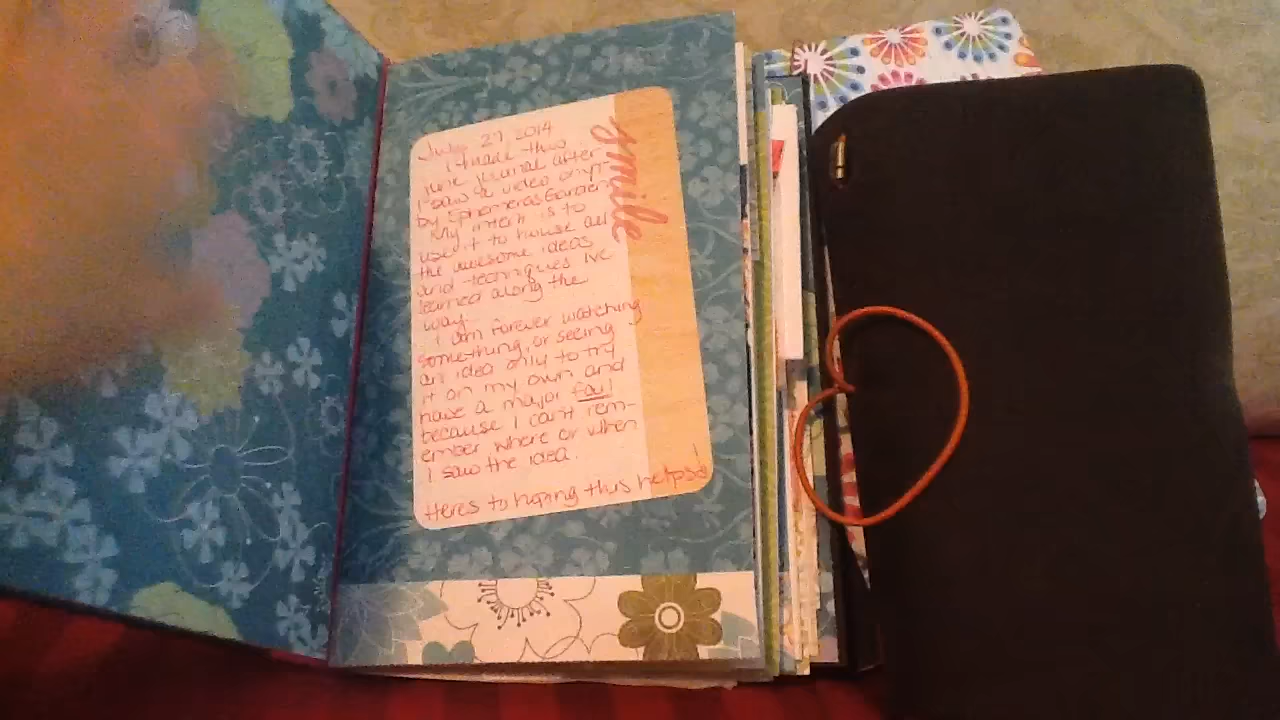 July 27 2014
I made this
junk journal after
I saw a video on yt
by Ephemeras Garden
My intent is to
use it to house all
the awesome ideas
and techniques Ive
learned along the
way.
I am forever watching
something, or seeing
an idea only to try
it on my own and
have a major fail
because I cant rem-
ember where or when
I saw the idea.
Heres to hoping this helps!
smile